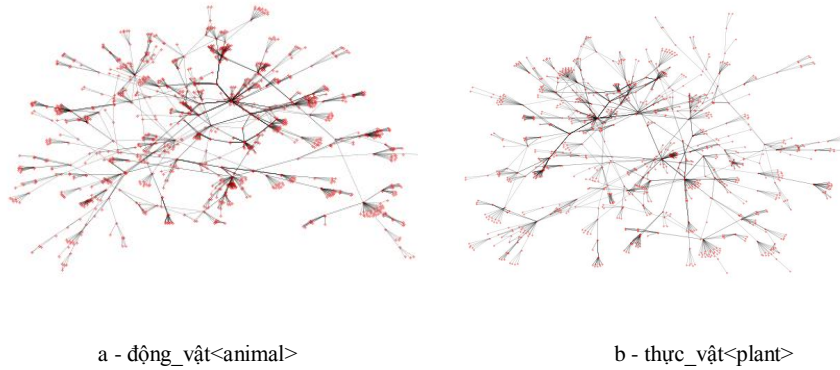 a - động_vật<animal>
b - thực_vật<plant>